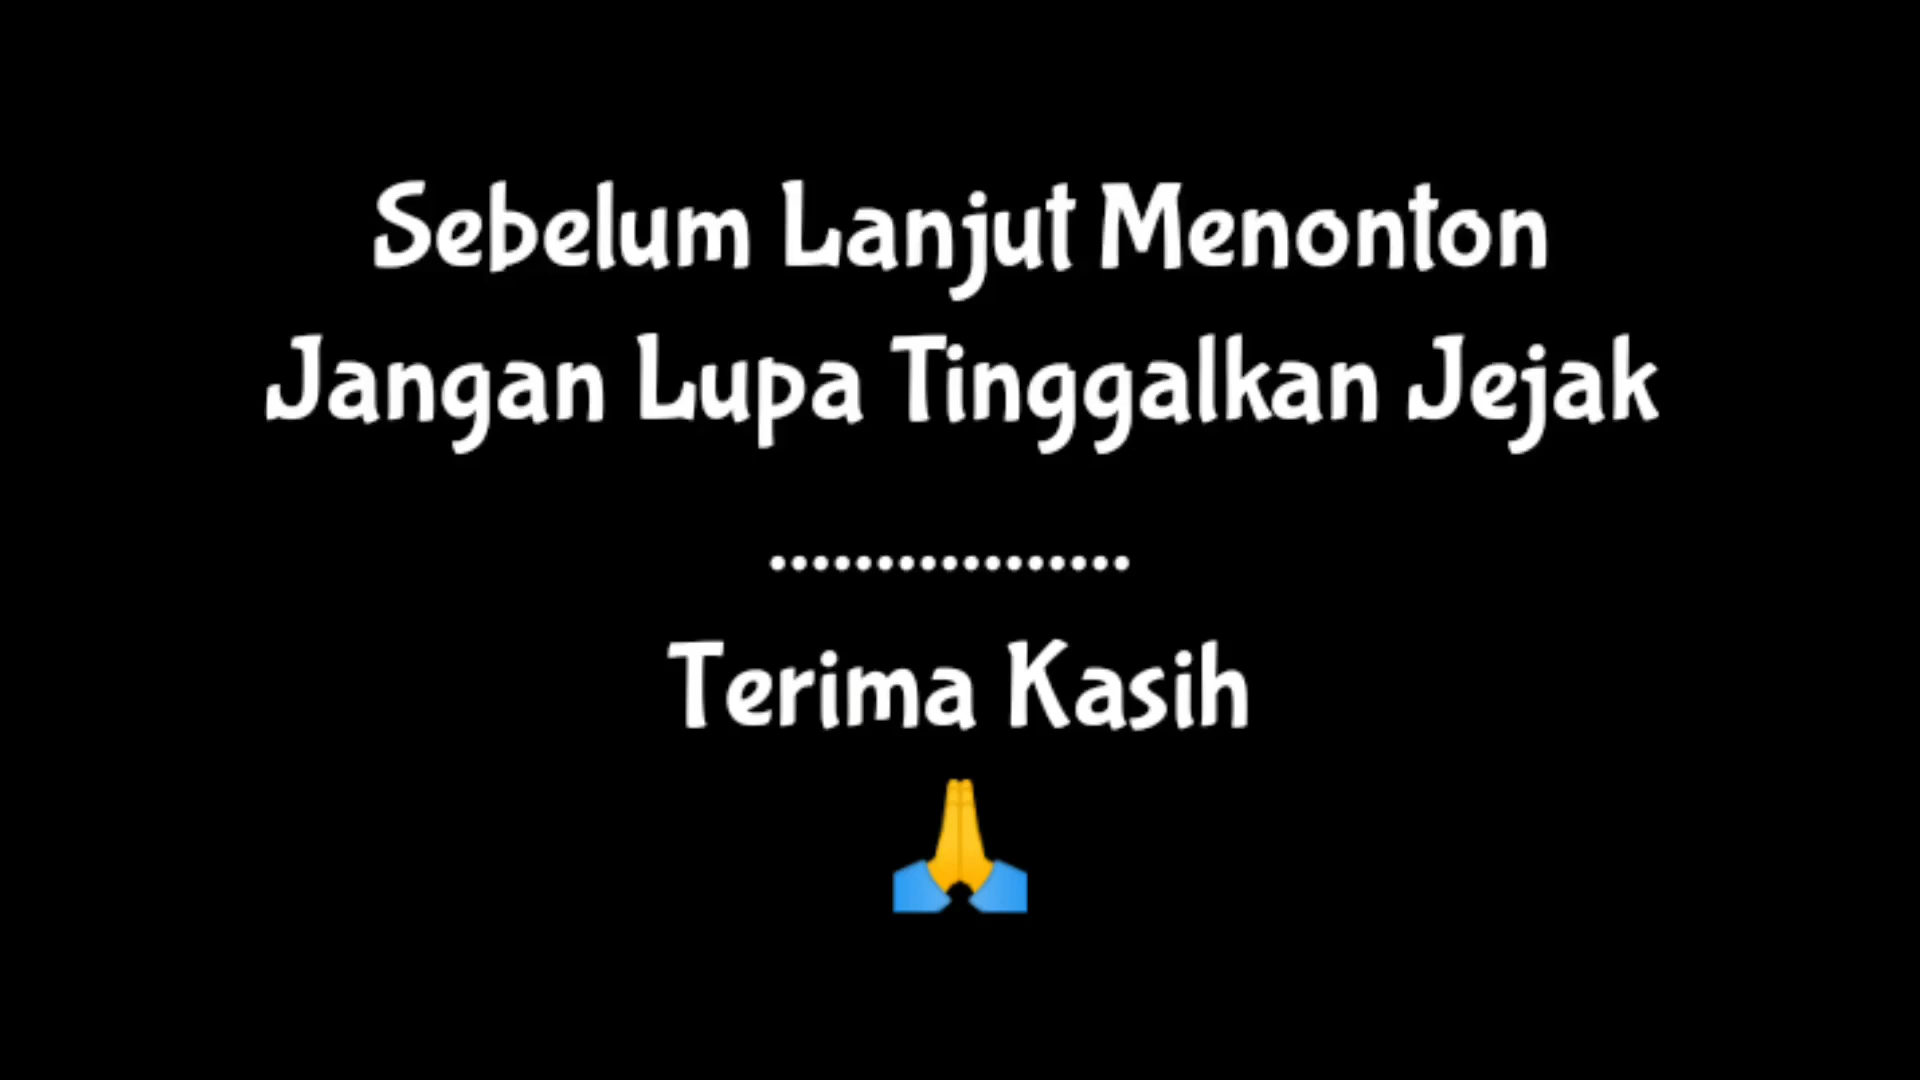 Sebelum Lanjut Menonton
Jangan Lupa Tinggalkan Jejak
.................
Terima Kasih
🙏